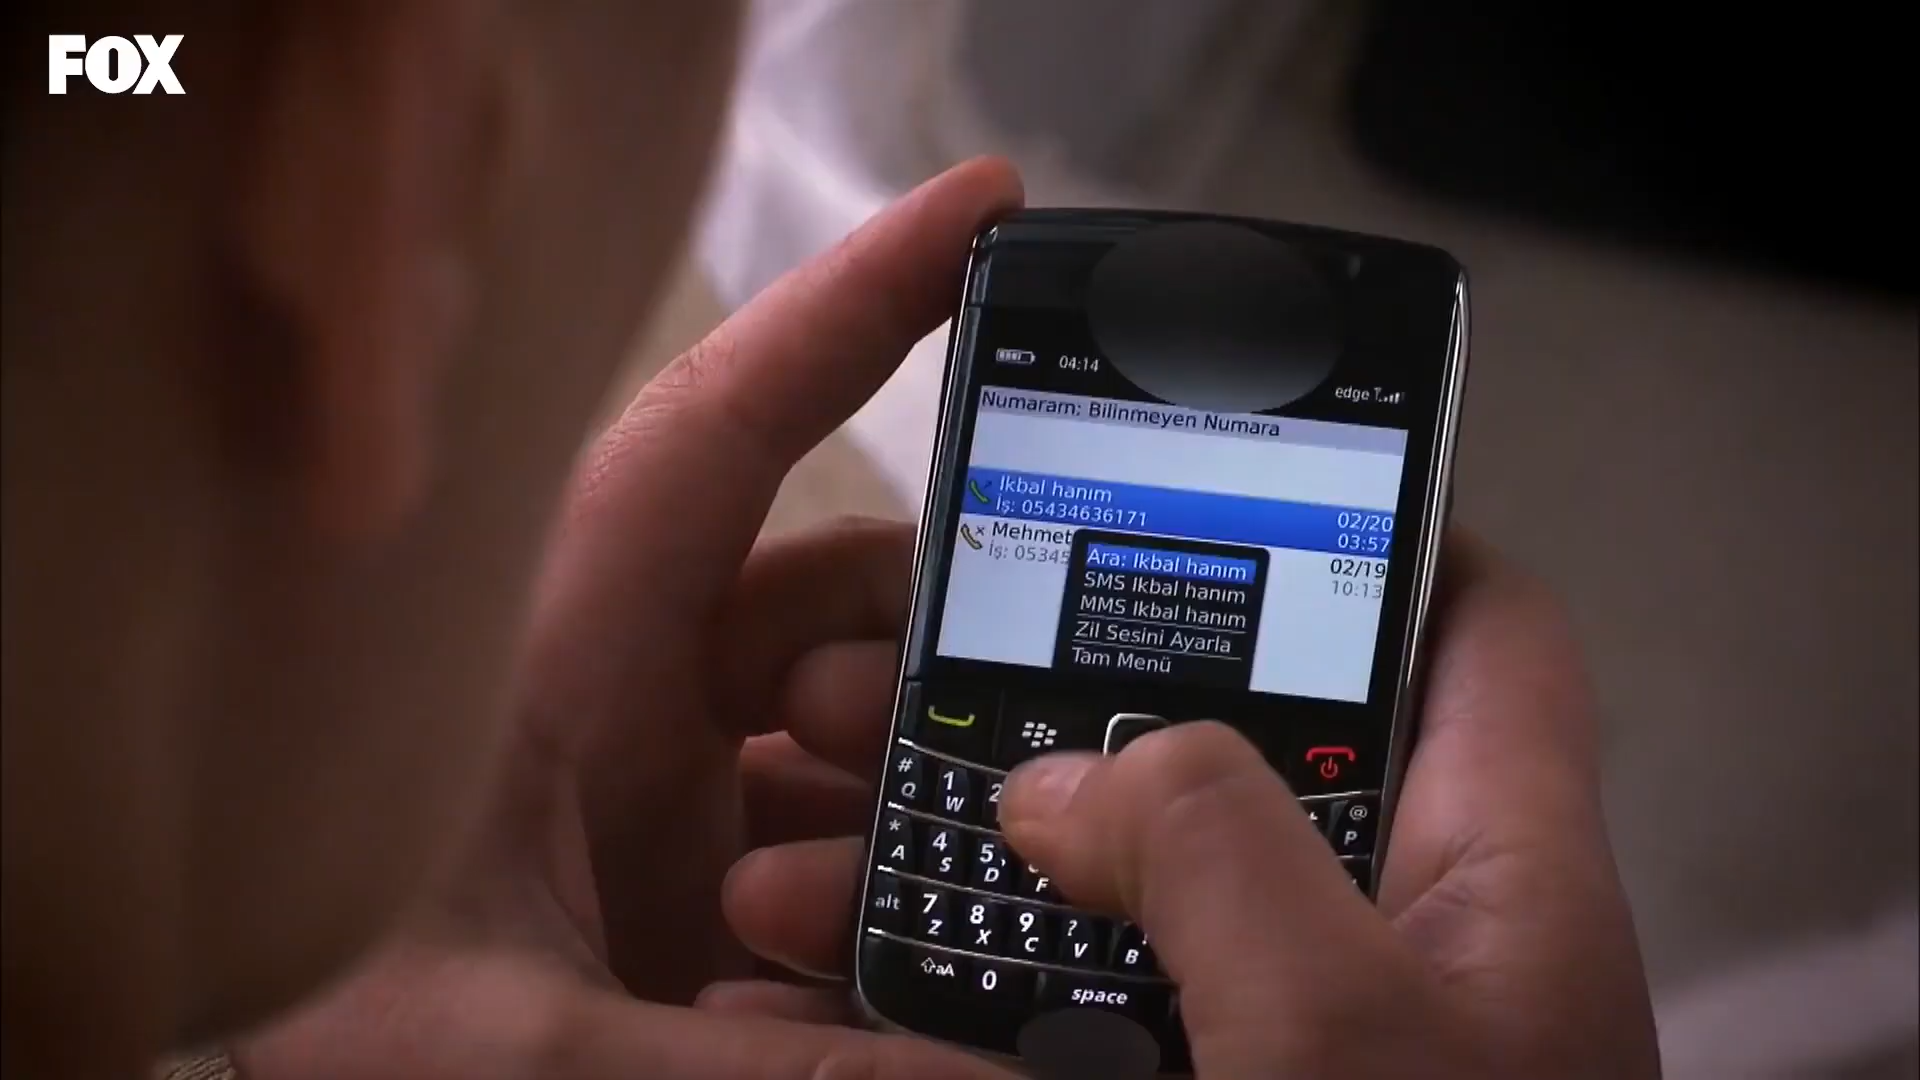 FOX
04:14
edge
Numaram: Bilinmeyen Numara
Ikbal hanım
İş: 05434636171
02/20
03:57
Mehmet
İş: 05345
02/19
10:13
Ara: Ikbal hanım
SMS Ikbal hanım
MMS Ikbal hanım
Zil Sesini Ayarla
Tam Menü
# 1 2
Q W
@
P
* 4 5,
A S D F
alt 7 8 9 ?
Z X C V B
aA 0 space